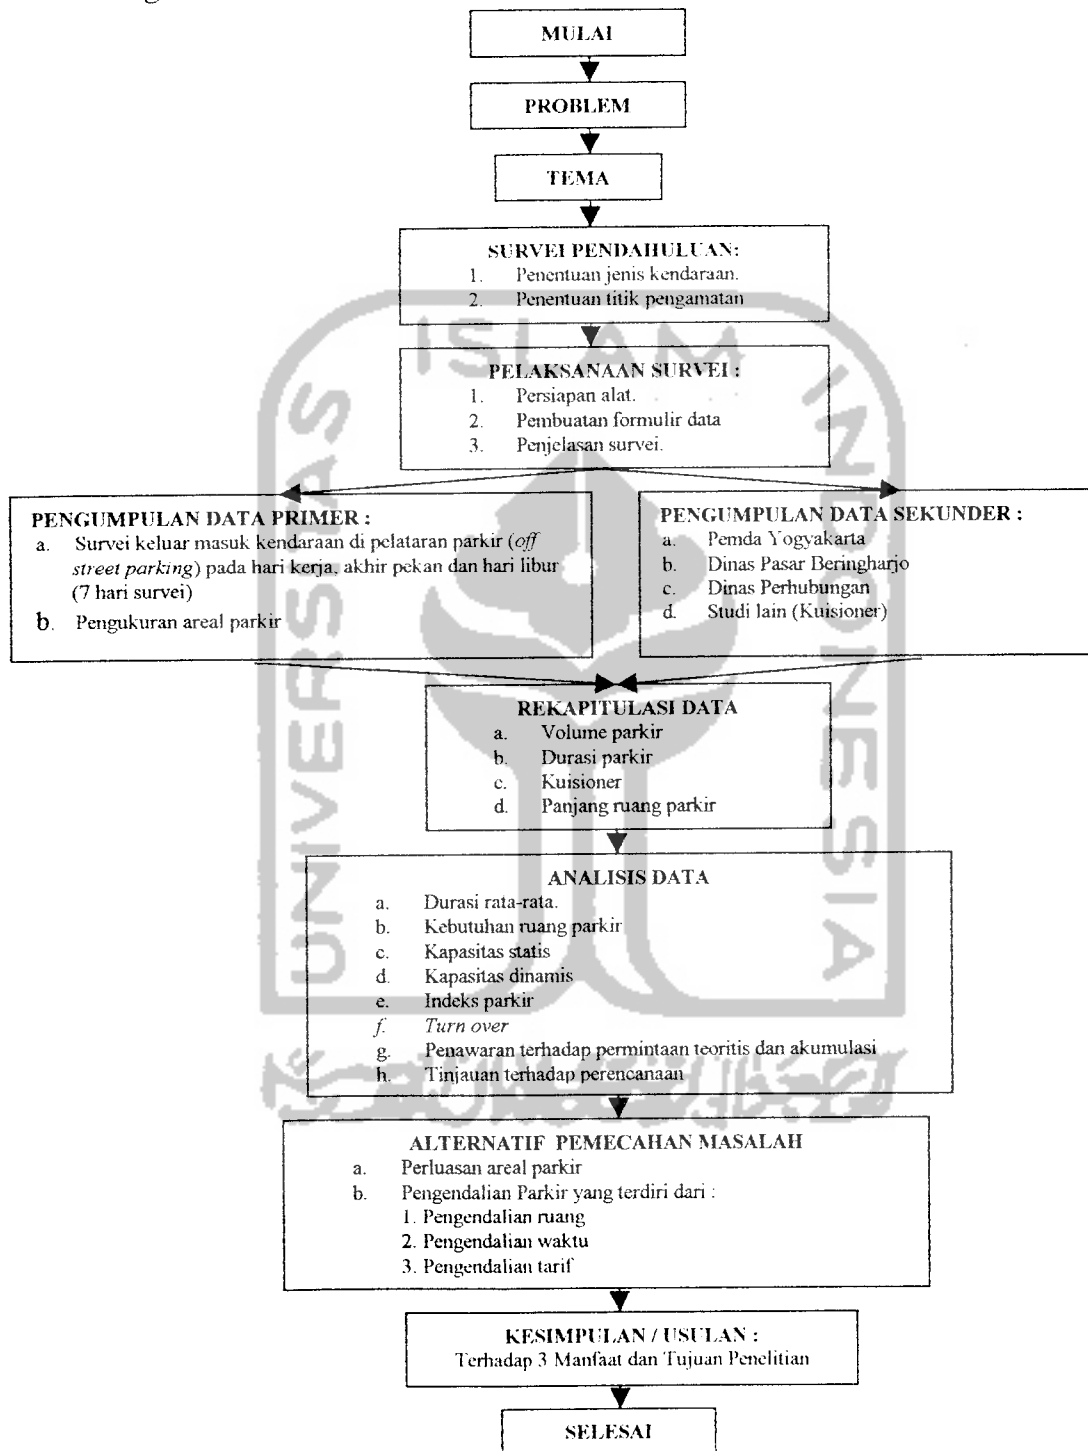 MULAI
PROBLEM
TEMA
SURVEI PENDAHULUAN:
1. Penentuan jenis kendaraan.
2. Penentuan titik pengamatan
PELAKSANAAN SURVEI :
1. Persiapan alat.
2. Pembuatan formulir data
3. Penjelasan survei.
PENGUMPULAN DATA PRIMER :
a. Survei keluar masuk kendaraan di pelataran parkir (off
street parking) pada hari kerja, akhir pekan dan hari libur
(7 hari survei)
b. Pengukuran areal parkir
PENGUMPULAN DATA SEKUNDER :
a. Pemda Yogyakarta
b. Dinas Pasar Beringharjo
c. Dinas Perhubungan
d. Studi lain (Kuisioner)
REKAPITULASI DATA
a. Volume parkir
b. Durasi parkir
c. Kuisioner
d. Panjang ruang parkir
ANALISIS DATA
a. Durasi rata-rata.
b. Kebutuhan ruang parkir
c. Kapasitas statis
d. Kapasitas dinamis
e. Indeks parkir
f. Turn over
g. Penawaran terhadap permintaan teoritis dan akumulasi
h. Tinjauan terhadap perencanaan
ALTERNATIF PEMECAHAN MASALAH
a. Perluasan areal parkir
b. Pengendalian Parkir yang terdiri dari :
1. Pengendalian ruang
2. Pengendalian waktu
3. Pengendalian tarif
KESIMPULAN / USULAN :
Terhadap 3 Manfaat dan Tujuan Penelitian
SELESAI
UNIVERSITAS
ISLAM
INDONESIA